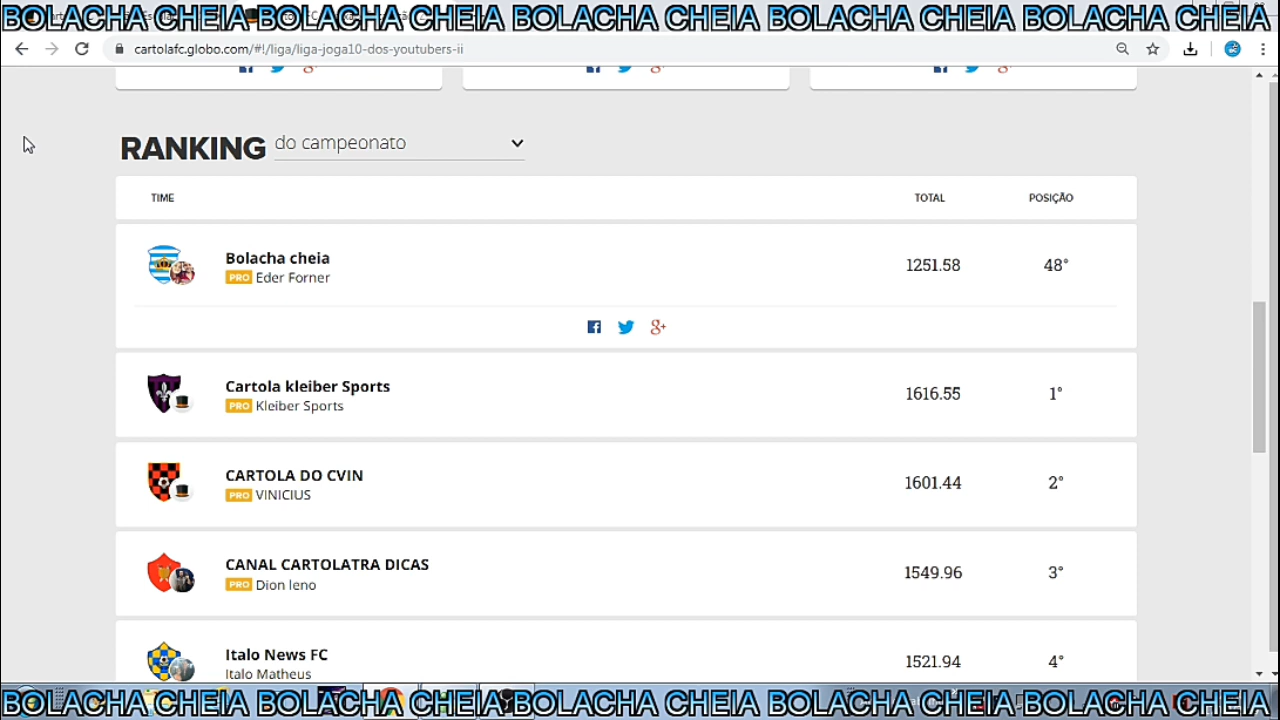 BOLACHA CHEIA BOLACHA CHEIA BOLACHA CHEIA BOLACHA CHEIA BOLACHA CHEIA
cartolafc.globo.com/#!/liga/liga-joga10-dos-youtubers-ii
RANKING do campeonato
TIME TOTAL POSIÇÃO
Bolacha cheia
PRO Eder Forner
1251.58 48°
Cartola kleiber Sports
PRO Kleiber Sports
1616.55 1°
CARTOLA DO CVIN
PRO VINICIUS
1601.44 2°
CANAL CARTOLATRA DICAS
PRO Dion leno
1549.96 3°
Italo News FC
Italo Matheus
1521.94 4°
BOLACHA CHEIA BOLACHA CHEIA BOLACHA CHEIA BOLACHA CHEIA BOLACHA CHEIA